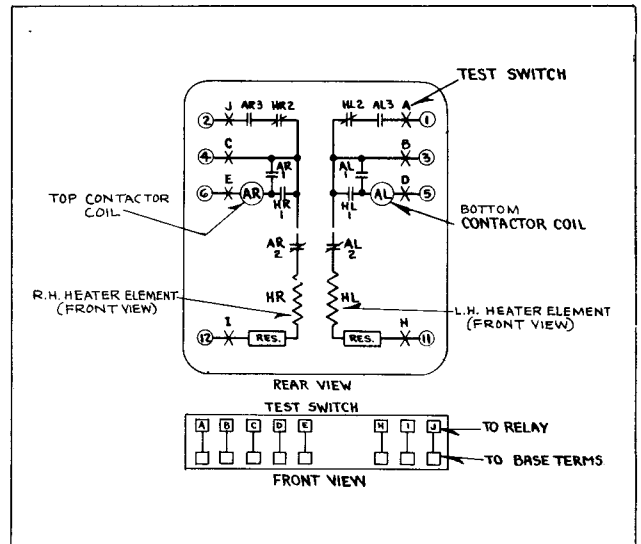 TEST SWITCH
J AR3 HR2 HL2 AL3 A
2 1
C B
4 3
AR 1 AL 1
E D
6 AR HR 1 HL 1 AL 5
TOP CONTACTOR
COIL
BOTTOM
CONTACTOR COIL
AR 2 AL 2
HR HL
R.H. HEATER ELEMENT
(FRONT VIEW)
L.H. HEATER ELEMENT
(FRONT VIEW)
I H
12 RES. RES. 11
REAR VIEW
TEST SWITCH
A B C D E H I J
TO RELAY
TO BASE TERMS
FRONT VIEW